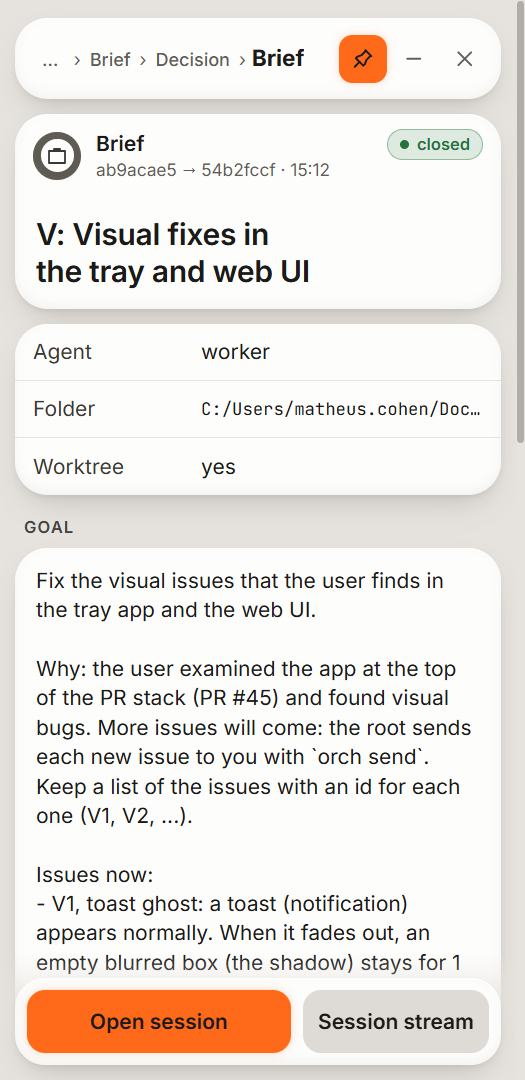 ... › Brief › Decision › Brief
Brief
closed
ab9acae5 → 54b2fccf · 15:12
V: Visual fixes in
the tray and web UI
Agent worker
Folder C:/Users/matheus.cohen/Doc…
Worktree yes
GOAL
Fix the visual issues that the user finds in
the tray app and the web UI.
Why: the user examined the app at the top
of the PR stack (PR #45) and found visual
bugs. More issues will come: the root sends
each new issue to you with `orch send`.
Keep a list of the issues with an id for each
one (V1, V2, ...).
Issues now:
- V1, toast ghost: a toast (notification)
appears normally. When it fades out, an
empty blurred box (the shadow) stays for 1
Open session Session stream